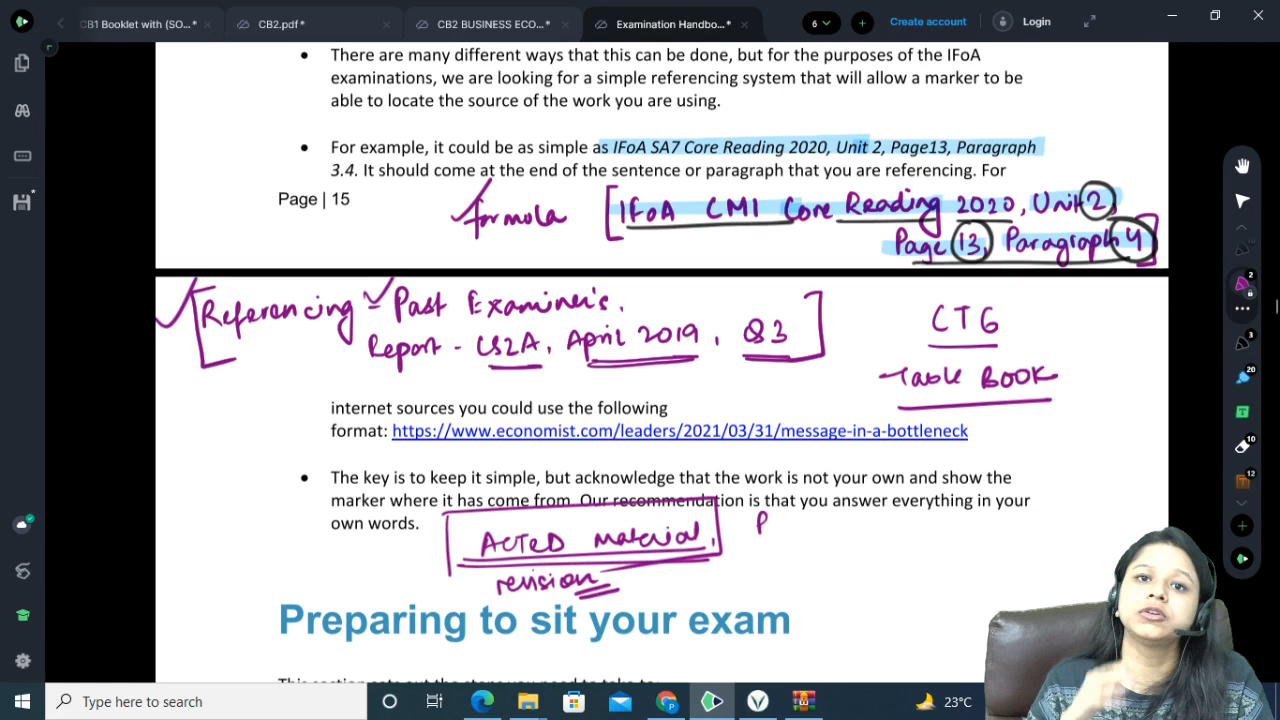 CB1 Booklet with (SO...*
CB2.pdf*
CB2 BUSINESS ECO...*
Examination Handbo...*
6
Create account
Login
There are many different ways that this can be done, but for the purposes of the IFoA
examinations, we are looking for a simple referencing system that will allow a marker to be
able to locate the source of the work you are using.
For example, it could be as simple as IFoA SA7 Core Reading 2020, Unit 2, Page13, Paragraph
3.4. It should come at the end of the sentence or paragraph that you are referencing. For
Page | 15
formula
[IFoA CM1 Core Reading 2020, Unit 2,
Page 13, Paragraph 4]
[Referencing - Past Examiner's
Report - CS2A, April 2019, Q3]
CT6
Table BOOK
internet sources you could use the following
format: https://www.economist.com/leaders/2021/03/31/message-in-a-bottleneck
The key is to keep it simple, but acknowledge that the work is not your own and show the
marker where it has come from. Our recommendation is that you answer everything in your
own words.
ACTED material, P
revision
Preparing to sit your exam
2
3
20
10
12
Type here to search
23°C